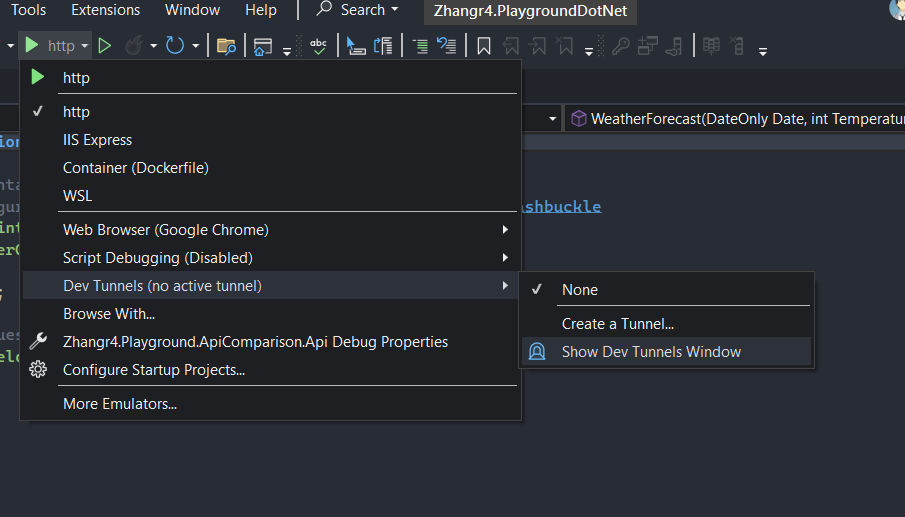 Tools Extensions Window Help Search Zhangr4.PlaygroundDotNet
http abc
http
http
IIS Express
WeatherForecast(DateOnly Date, int Temperatu
Container (Dockerfile)
WSL
shbuckle
Web Browser (Google Chrome)
Script Debugging (Disabled)
Dev Tunnels (no active tunnel)
None
Browse With...
Create a Tunnel...
Zhangr4.Playground.ApiComparison.Api Debug Properties
Show Dev Tunnels Window
Configure Startup Projects...
More Emulators...